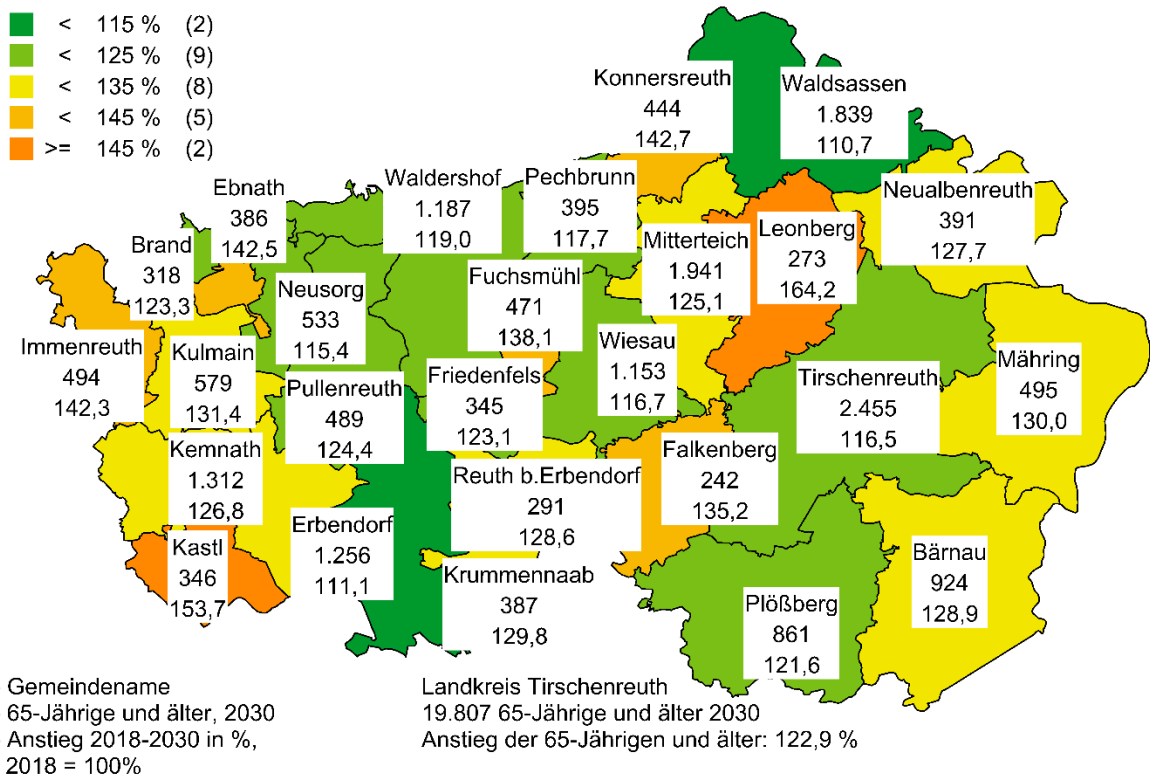 < 115 % (2)
< 125 % (9)
< 135 % (8)
< 145 % (5)
>= 145 % (2)
Konnersreuth
444
142,7
Waldsassen
1.839
110,7
Ebnath
386
142,5
Waldershof
1.187
119,0
Pechbrunn
395
117,7
Neualbenreuth
391
127,7
Brand
318
123,3
Neusorg
533
115,4
Fuchsmühl
471
138,1
Mitterteich
1.941
125,1
Leonberg
273
164,2
Immenreuth
494
142,3
Kulmain
579
131,4
Pullenreuth
489
124,4
Friedenfels
345
123,1
Wiesau
1.153
116,7
Tirschenreuth
2.455
116,5
Mähring
495
130,0
Kemnath
1.312
126,8
Reuth b.Erbendorf
291
128,6
Falkenberg
242
135,2
Kastl
346
153,7
Erbendorf
1.256
111,1
Krummennaab
387
129,8
Plößberg
861
121,6
Bärnau
924
128,9
Gemeindename
65-Jährige und älter, 2030
Anstieg 2018-2030 in %,
2018 = 100%
Landkreis Tirschenreuth
19.807 65-Jährige und älter 2030
Anstieg der 65-Jährigen und älter: 122,9 %